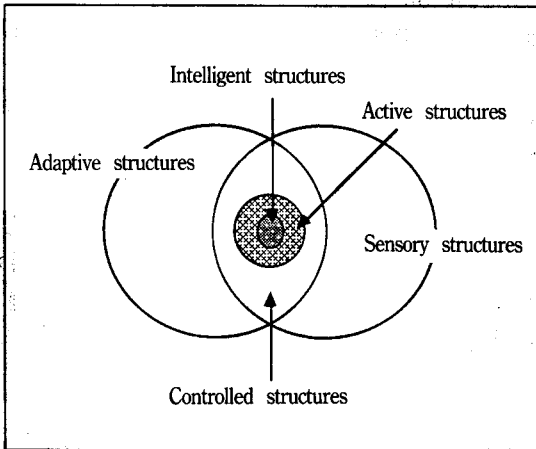 Intelligent structures
Active structures
Adaptive structures
Sensory structures
Controlled structures